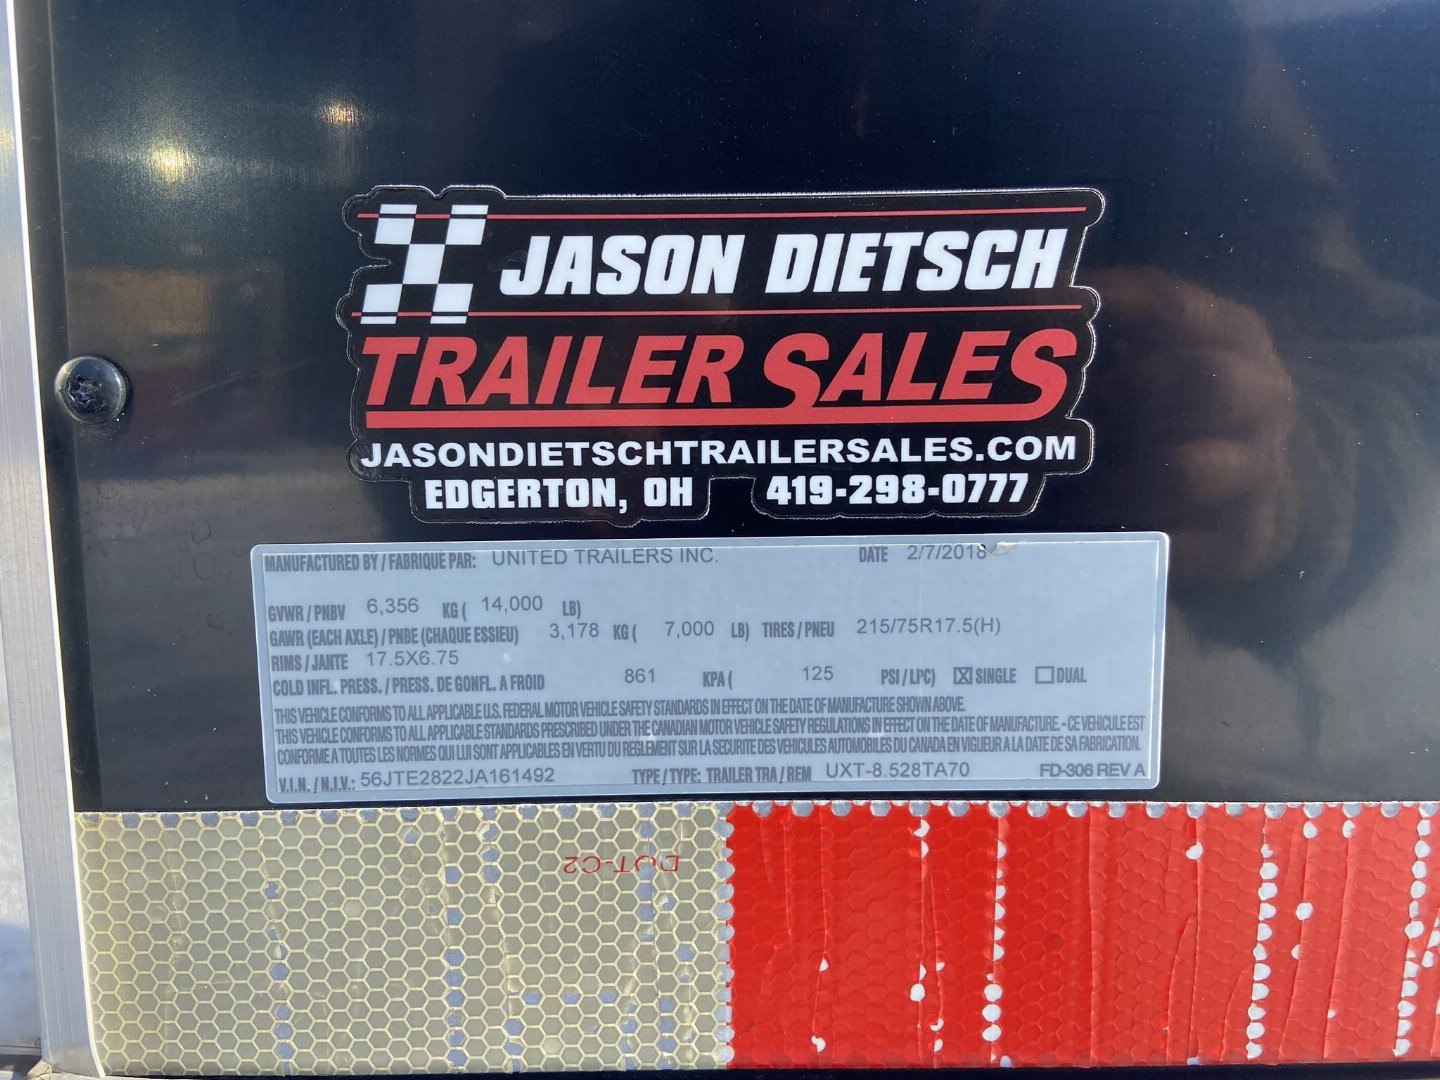 JASON DIETSCH
TRAILER SALES
JASONDIETSCHTRAILERSALES.COM
EDGERTON, OH 419-298-0777
MANUFACTURED BY / FABRIQUE PAR: UNITED TRAILERS INC. DATE 2/7/2018
GVWR / PNBV 6,356 KG ( 14,000 LB)
GAWR (EACH AXLE) / PNBE (CHAQUE ESSIEU) 3,178 KG ( 7,000 LB) TIRES / PNEU 215/75R17.5(H)
RIMS / JANTE 17.5X6.75
COLD INFL. PRESS. / PRESS. DE GONFL. A FROID 861 KPA ( 125 PSI / LPC) ☒ SINGLE ☐ DUAL
THIS VEHICLE CONFORMS TO ALL APPLICABLE U.S. FEDERAL MOTOR VEHICLE SAFETY STANDARDS IN EFFECT ON THE DATE OF MANUFACTURE SHOWN ABOVE.
THIS VEHICLE CONFORMS TO ALL APPLICABLE STANDARDS PRESCRIBED UNDER THE CANADIAN MOTOR VEHICLE SAFETY REGULATIONS IN EFFECT ON THE DATE OF MANUFACTURE. - CE VEHICULE EST
CONFORME A TOUTES LES NORMES QUI LUI SONT APPLICABLES EN VERTU DU REGLEMENT SUR LA SECURITE DES VEHICULES AUTOMOBILES DU CANADA EN VIGUEUR A LA DATE DE SA FABRICATION.
V.I.N. / N.I.V.: 56JTE2822JA161492 TYPE / TYPE: TRAILER TRA / REM UXT-8.528TA70 FD-306 REV A
DOT-C2